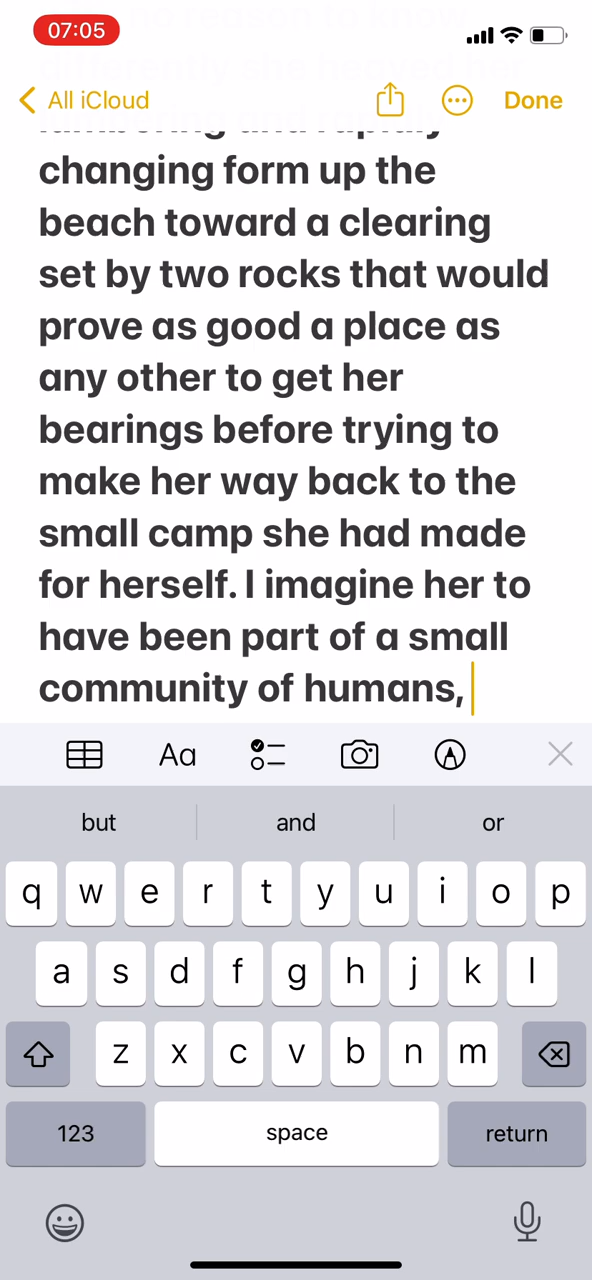 07:05
All iCloud
Done
changing form up the
beach toward a clearing
set by two rocks that would
prove as good a place as
any other to get her
bearings before trying to
make her way back to the
small camp she had made
for herself. I imagine her to
have been part of a small
community of humans,
Aa
but and or
q w e r t y u i o p
a s d f g h j k l
z x c v b n m
123 space return